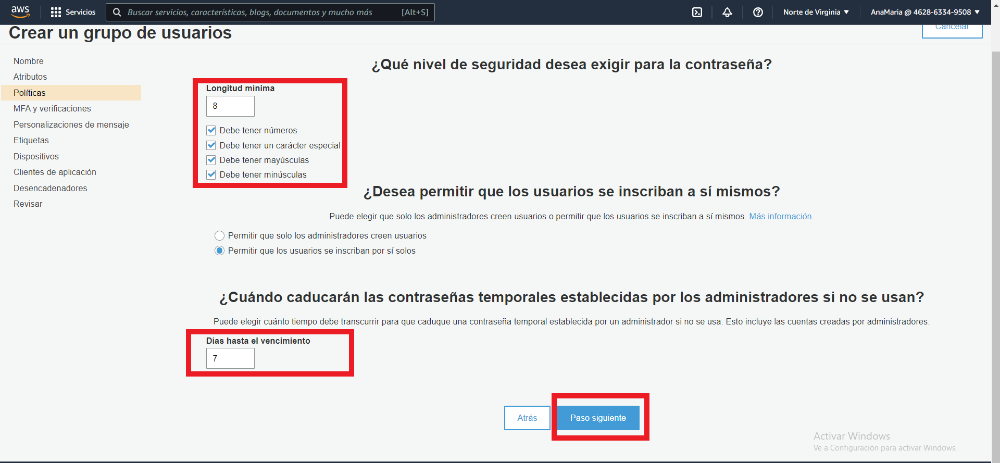 aws
Servicios
Buscar servicios, características, blogs, documentos y mucho más
[Alt+S]
Norte de Virginia
AnaMaria @ 4628-6334-9508
Crear un grupo de usuarios
Cancelar
Nombre
Atributos
Políticas
MFA y verificaciones
Personalizaciones de mensaje
Etiquetas
Dispositivos
Clientes de aplicación
Desencadenadores
Revisar
¿Qué nivel de seguridad desea exigir para la contraseña?
Longitud mínima
8
Debe tener números
Debe tener un carácter especial
Debe tener mayúsculas
Debe tener minúsculas
¿Desea permitir que los usuarios se inscriban a sí mismos?
Puede elegir que solo los administradores creen usuarios o permitir que los usuarios se inscriban a sí mismos. Más información.
Permitir que solo los administradores creen usuarios
Permitir que los usuarios se inscriban por sí solos
¿Cuándo caducarán las contraseñas temporales establecidas por los administradores si no se usan?
Puede elegir cuánto tiempo debe transcurrir para que caduque una contraseña temporal establecida por un administrador si no se usa. Esto incluye las cuentas creadas por administradores.
Días hasta el vencimiento
7
Atrás
Paso siguiente
Activar Windows
Ve a Configuración para activar Windows.